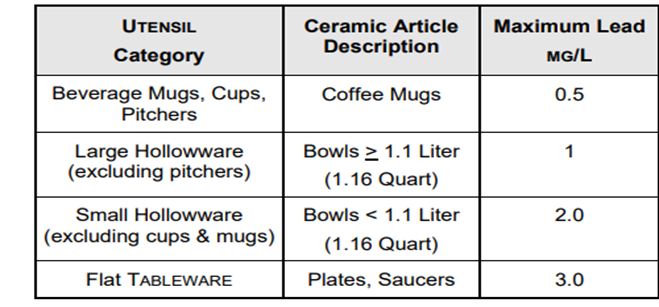 UTENSIL
Category
Ceramic Article
Description
Maximum Lead
MG/L
Beverage Mugs, Cups,
Pitchers
Coffee Mugs
0.5
Large Hollowware
(excluding pitchers)
Bowls ≥ 1.1 Liter
(1.16 Quart)
1
Small Hollowware
(excluding cups & mugs)
Bowls < 1.1 Liter
(1.16 Quart)
2.0
Flat TABLEWARE
Plates, Saucers
3.0